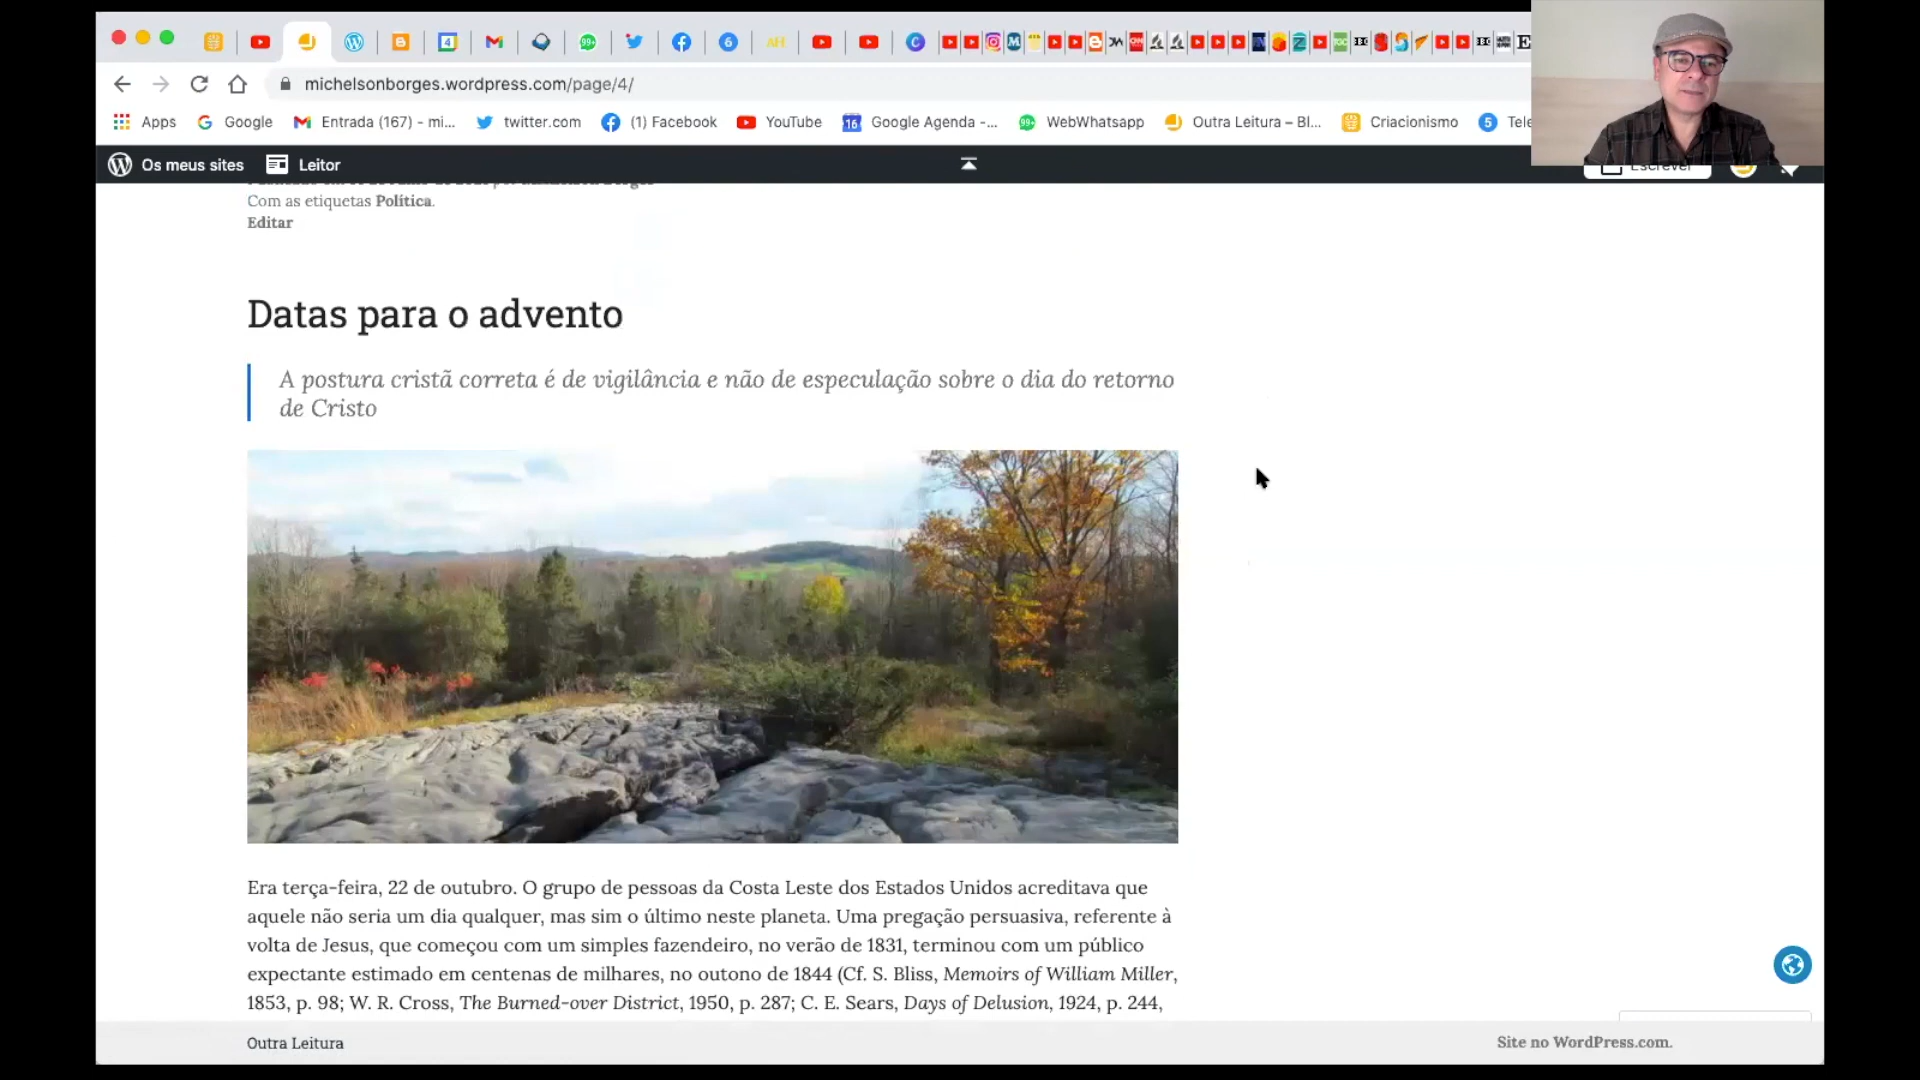 michelsonborges.wordpress.com/page/4/
Apps Google Entrada (167) - mi... twitter.com (1) Facebook YouTube Google Agenda -... WebWhatsapp Outra Leitura – Bl... Criacionismo Tele
Os meus sites Leitor Escrever
Com as etiquetas Política.
Editar
Datas para o advento
A postura cristã correta é de vigilância e não de especulação sobre o dia do retorno
de Cristo
Era terça-feira, 22 de outubro. O grupo de pessoas da Costa Leste dos Estados Unidos acreditava que
aquele não seria um dia qualquer, mas sim o último neste planeta. Uma pregação persuasiva, referente à
volta de Jesus, que começou com um simples fazendeiro, no verão de 1831, terminou com um público
expectante estimado em centenas de milhares, no outono de 1844 (Cf. S. Bliss, Memoirs of William Miller,
1853, p. 98; W. R. Cross, The Burned-over District, 1950, p. 287; C. E. Sears, Days of Delusion, 1924, p. 244,
Outra Leitura Site no WordPress.com.